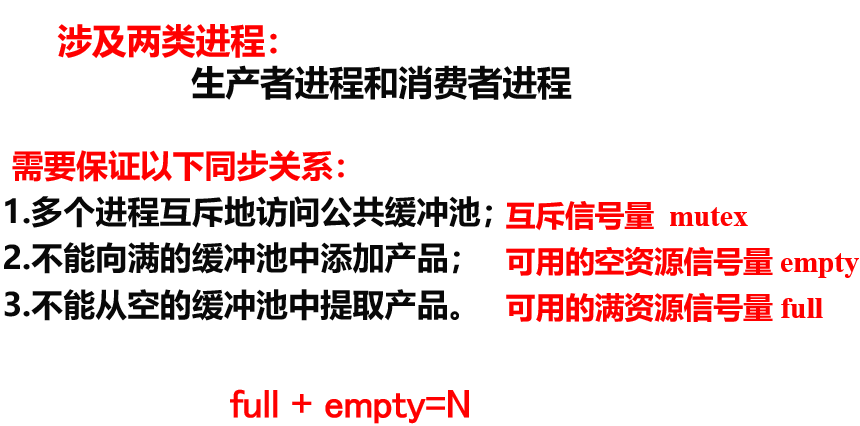 涉及两类进程：
生产者进程和消费者进程
需要保证以下同步关系：
1.多个进程互斥地访问公共缓冲池；互斥信号量 mutex
2.不能向满的缓冲池中添加产品； 可用的空资源信号量 empty
3.不能从空的缓冲池中提取产品。 可用的满资源信号量 full
full + empty=N